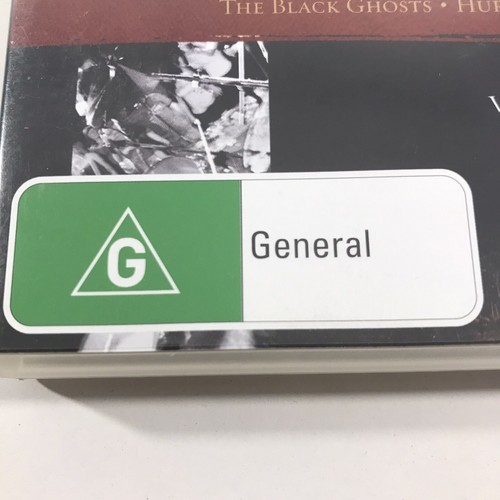 THE BLACK GHOSTS •
G
General